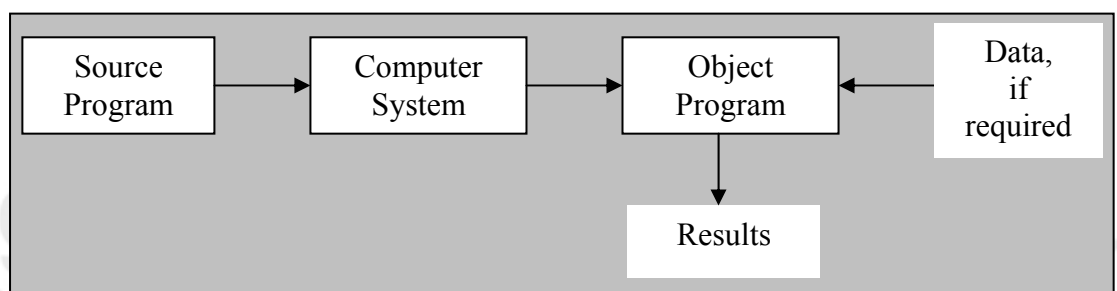 Source
Program
Computer
System
Object
Program
Data,
if
required
Results